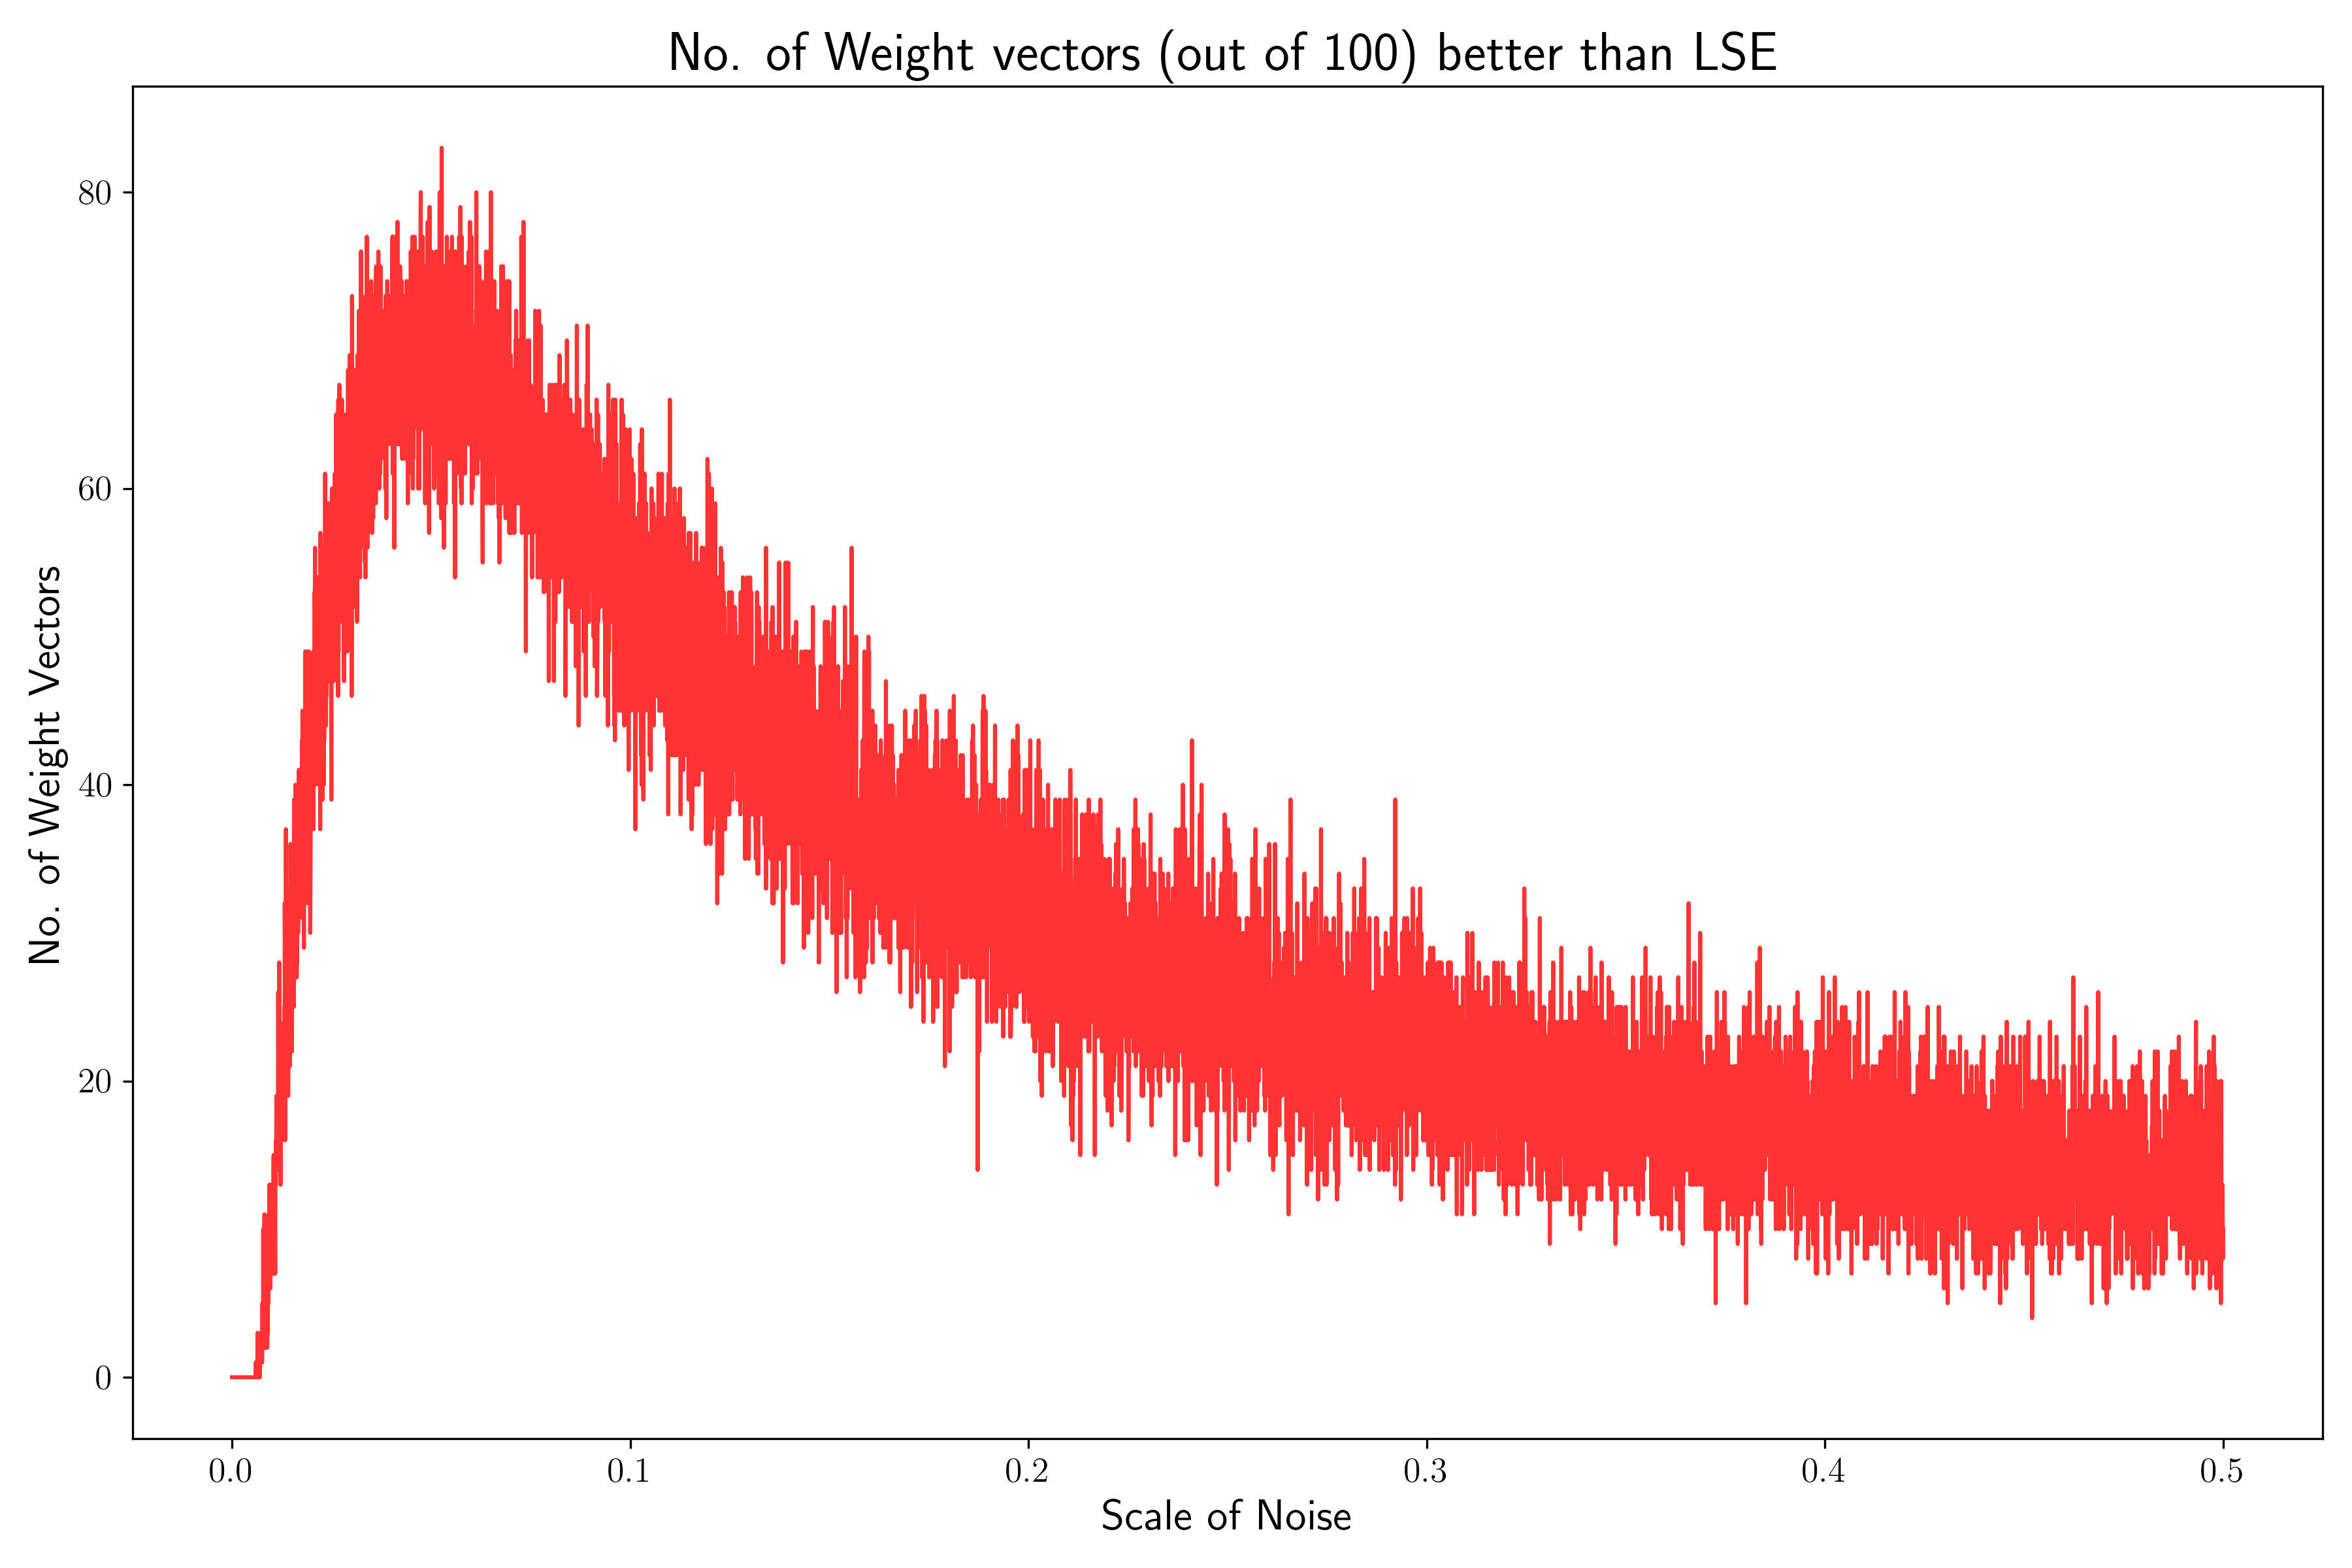 No. of Weight vectors (out of 100) better than LSE
No. of Weight Vectors
80
60
40
20
0
0.0 0.1 0.2 0.3 0.4 0.5
Scale of Noise